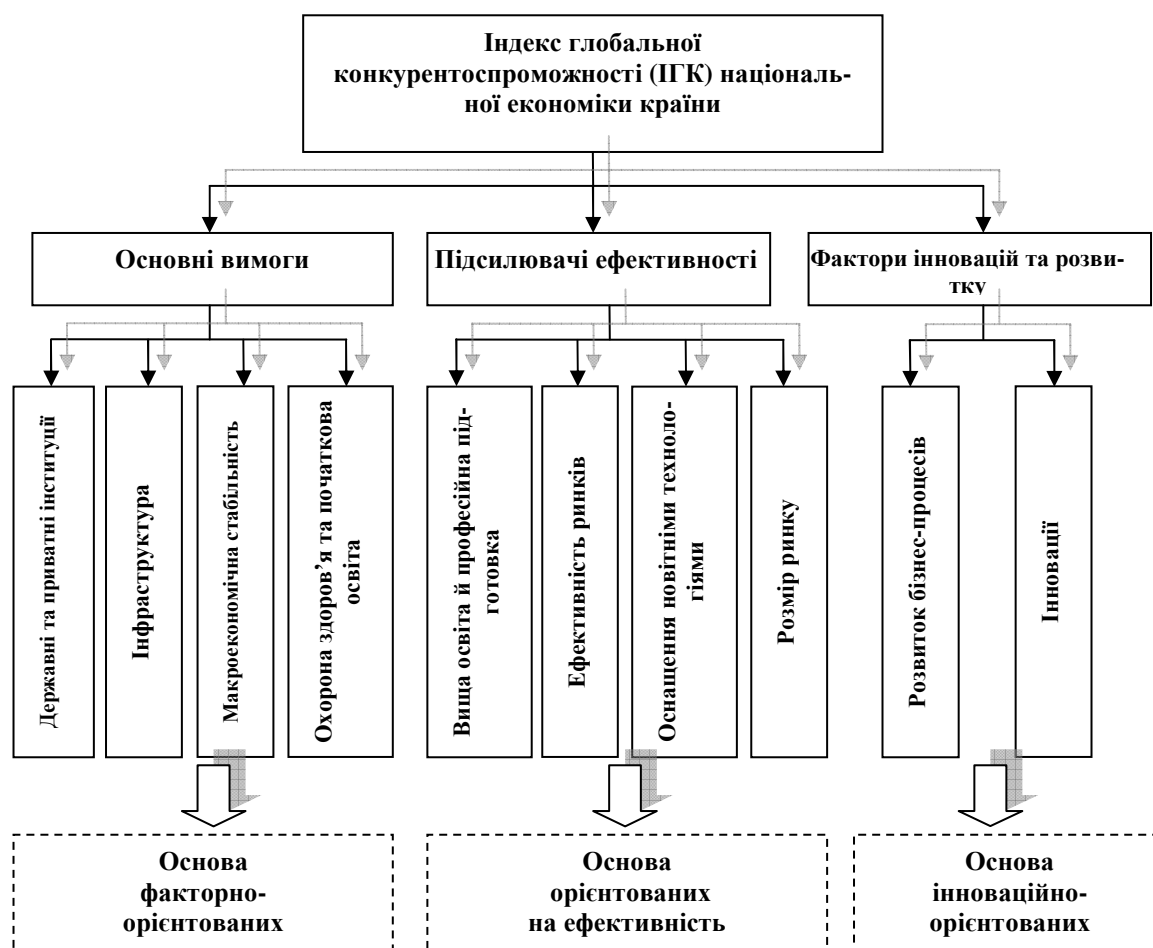 Індекс глобальної
конкурентоспроможності (ІГК) національ-
ної економіки країни
Основні вимоги
Підсилювачі ефективності
Фактори інновацій та розви-
тку
Державні та приватні інституції
Інфраструктура
Макроекономічна стабільність
Охорона здоров’я та початкова
освіта
Вища освіта й професійна під-
готовка
Ефективність ринків
Оснащення новітніми техноло-
гіями
Розмір ринку
Розвиток бізнес-процесів
Інновації
Основа
факторно-
орієнтованих
Основа
орієнтованих
на ефективність
Основа
інноваційно-
орієнтованих